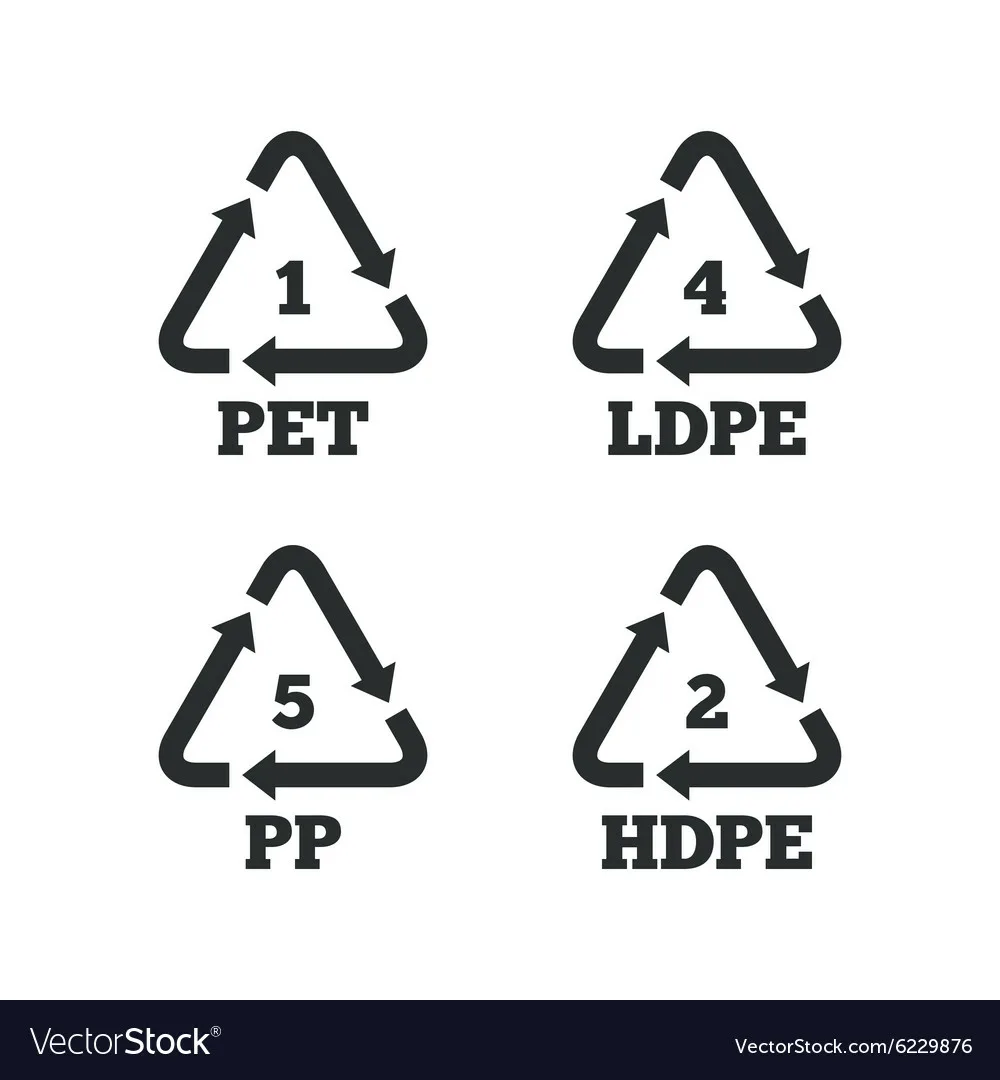 1
PET
4
LDPE
5
PP
2
HDPE
VectorStock®
VectorStock.com/6229876